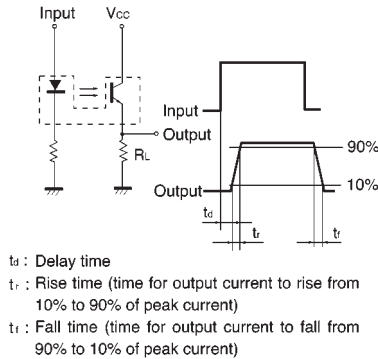 Input
Vcc
Output
RL
Input
Output
90%
10%
td
tr
tf
td : Delay time
tr : Rise time (time for output current to rise from
10% to 90% of peak current)
tf : Fall time (time for output current to fall from
90% to 10% of peak current)